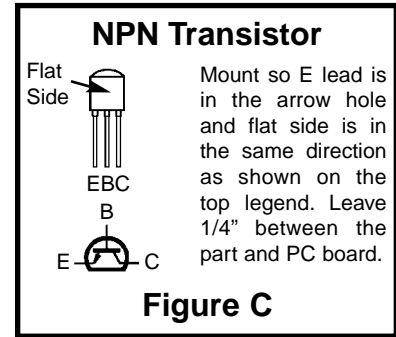 NPN Transistor
Flat
Side
EBC
B
E C
Mount so E lead is
in the arrow hole
and flat side is in
the same direction
as shown on the
top legend. Leave
1/4” between the
part and PC board.
Figure C